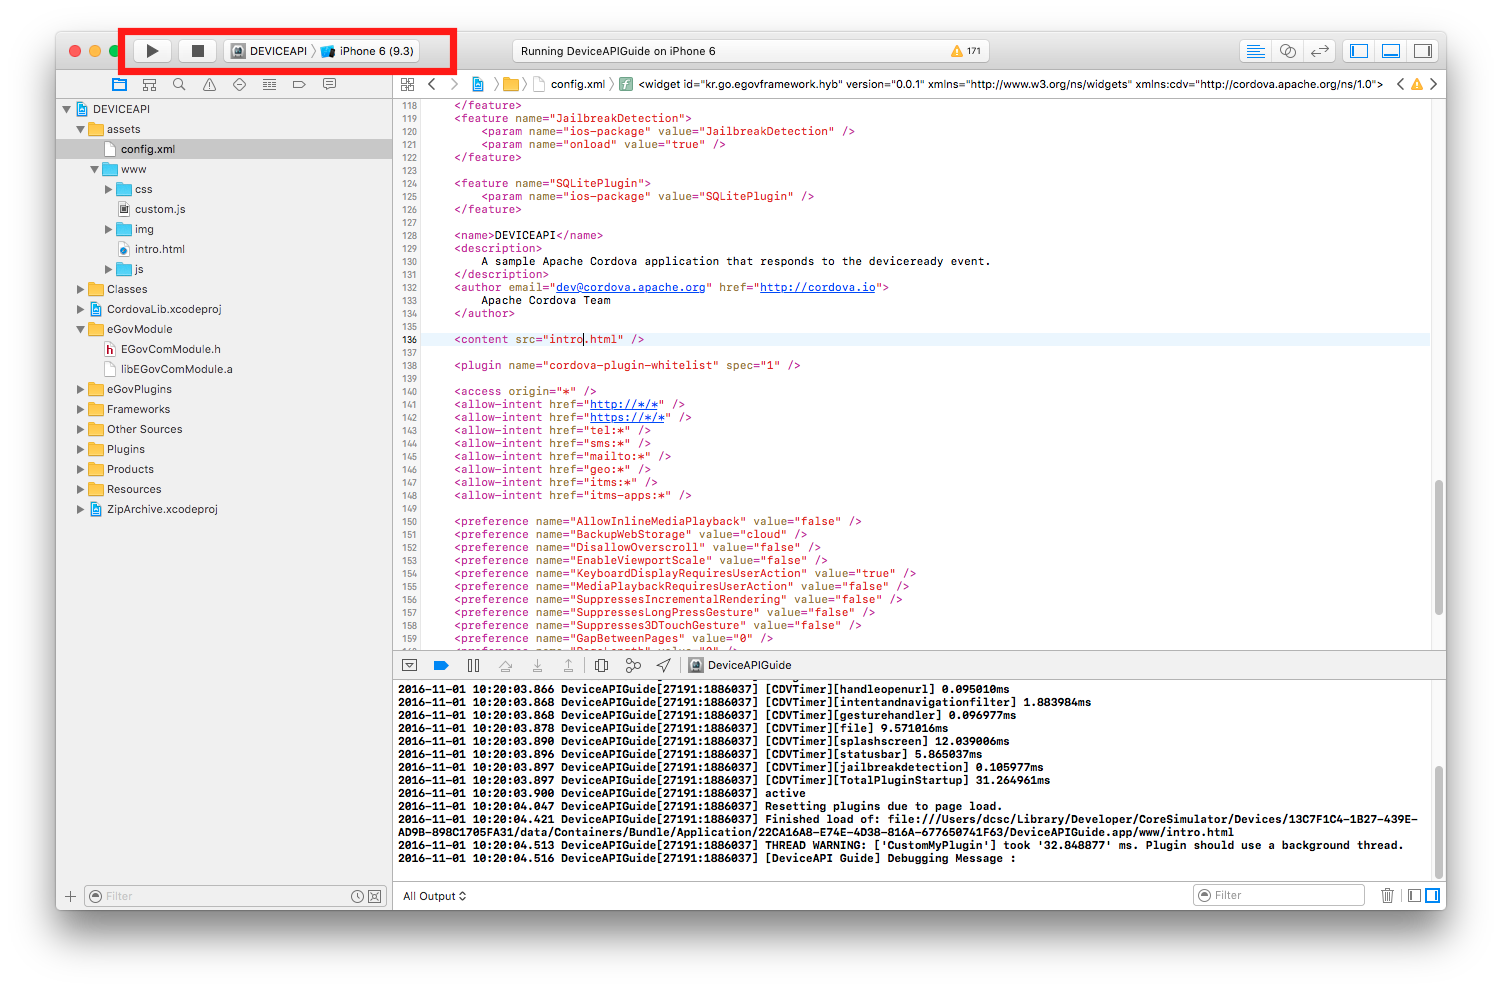 DEVICEAPI 〉 iPhone 6 (9.3)
Running DeviceAPIGuide on iPhone 6
171
config.xml 〉 f <widget id="kr.go.egovframework.hyb" version="0.0.1" xmlns="http://www.w3.org/ns/widgets" xmlns:cdv="http://cordova.apache.org/ns/1.0">
DEVICEAPI
assets
config.xml
www
css
custom.js
img
intro.html
js
Classes
CordovaLib.xcodeproj
eGovModule
h EGovComModule.h
libEGovComModule.a
eGovPlugins
Frameworks
Other Sources
Plugins
Products
Resources
ZipArchive.xcodeproj
Filter
118 </feature>
119 <feature name="JailbreakDetection">
120 <param name="ios-package" value="JailbreakDetection" />
121 <param name="onload" value="true" />
122 </feature>
123
124 <feature name="SQLitePlugin">
125 <param name="ios-package" value="SQLitePlugin" />
126 </feature>
127
128 <name>DEVICEAPI</name>
129 <description>
130 A sample Apache Cordova application that responds to the deviceready event.
131 </description>
132 <author email="dev@cordova.apache.org" href="http://cordova.io">
133 Apache Cordova Team
134 </author>
135
136 <content src="intro.html" />
137
138 <plugin name="cordova-plugin-whitelist" spec="1" />
139
140 <access origin="*" />
141 <allow-intent href="http://*/*" />
142 <allow-intent href="https://*/*" />
143 <allow-intent href="tel:*" />
144 <allow-intent href="sms:*" />
145 <allow-intent href="mailto:*" />
146 <allow-intent href="geo:*" />
147 <allow-intent href="itms:*" />
148 <allow-intent href="itms-apps:*" />
149
150 <preference name="AllowInlineMediaPlayback" value="false" />
151 <preference name="BackupWebStorage" value="cloud" />
152 <preference name="DisallowOverscroll" value="false" />
153 <preference name="EnableViewportScale" value="false" />
154 <preference name="KeyboardDisplayRequiresUserAction" value="true" />
155 <preference name="MediaPlaybackRequiresUserAction" value="false" />
156 <preference name="SuppressesIncrementalRendering" value="false" />
157 <preference name="SuppressesLongPressGesture" value="false" />
158 <preference name="Suppresses3DTouchGesture" value="false" />
159 <preference name="GapBetweenPages" value="0" />
DeviceAPIGuide
2016-11-01 10:20:03.866 DeviceAPIGuide[27191:1886037] [CDVTimer][handleopenurl] 0.095010ms
2016-11-01 10:20:03.868 DeviceAPIGuide[27191:1886037] [CDVTimer][intentandnavigationfilter] 1.883984ms
2016-11-01 10:20:03.868 DeviceAPIGuide[27191:1886037] [CDVTimer][gesturehandler] 0.096977ms
2016-11-01 10:20:03.878 DeviceAPIGuide[27191:1886037] [CDVTimer][file] 9.571016ms
2016-11-01 10:20:03.890 DeviceAPIGuide[27191:1886037] [CDVTimer][splashscreen] 12.039006ms
2016-11-01 10:20:03.896 DeviceAPIGuide[27191:1886037] [CDVTimer][statusbar] 5.865037ms
2016-11-01 10:20:03.897 DeviceAPIGuide[27191:1886037] [CDVTimer][jailbreakdetection] 0.105977ms
2016-11-01 10:20:03.897 DeviceAPIGuide[27191:1886037] [CDVTimer][TotalPluginStartup] 31.264961ms
2016-11-01 10:20:03.900 DeviceAPIGuide[27191:1886037] active
2016-11-01 10:20:04.047 DeviceAPIGuide[27191:1886037] Resetting plugins due to page load.
2016-11-01 10:20:04.421 DeviceAPIGuide[27191:1886037] Finished load of: file:///Users/dcsc/Library/Developer/CoreSimulator/Devices/13C7F1C4-1B27-439E-
AD9B-898C1705FA31/data/Containers/Bundle/Application/22CA16A8-E74E-4D38-816A-677650741F63/DeviceAPIGuide.app/www/intro.html
2016-11-01 10:20:04.513 DeviceAPIGuide[27191:1886037] THREAD WARNING: ['CustomMyPlugin'] took '32.848877' ms. Plugin should use a background thread.
2016-11-01 10:20:04.516 DeviceAPIGuide[27191:1886037] [DeviceAPI Guide] Debugging Message :
All Output
Filter